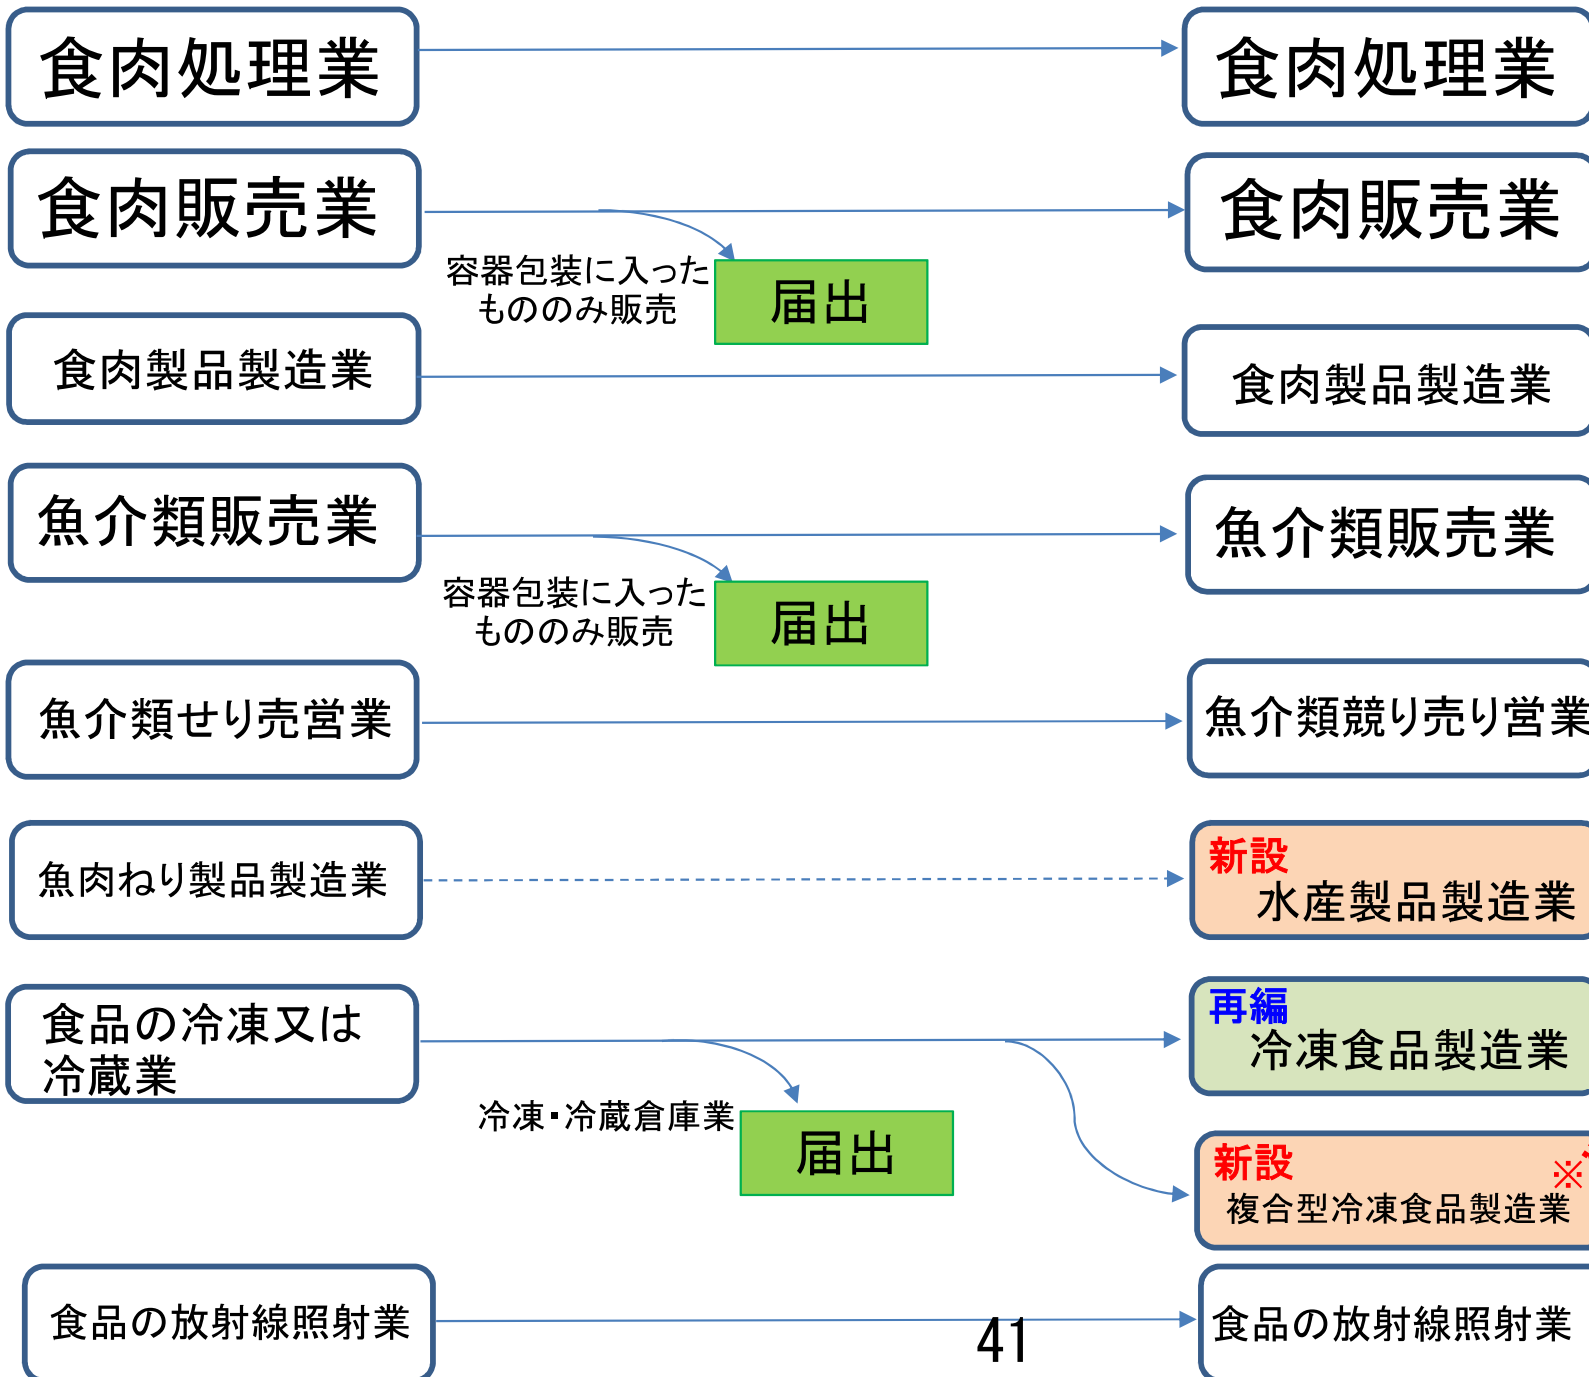 食肉処理業
食肉処理業
食肉販売業
食肉販売業
容器包装に入った
もののみ販売
届出
食肉製品製造業
食肉製品製造業
魚介類販売業
魚介類販売業
容器包装に入った
もののみ販売
届出
魚介類せり売営業
魚介類競り売り営業
魚肉ねり製品製造業
新設
水産製品製造業
食品の冷凍又は
冷蔵業
再編
冷凍食品製造業
冷凍・冷蔵倉庫業
届出
新設
※
複合型冷凍食品製造業
食品の放射線照射業
食品の放射線照射業
41